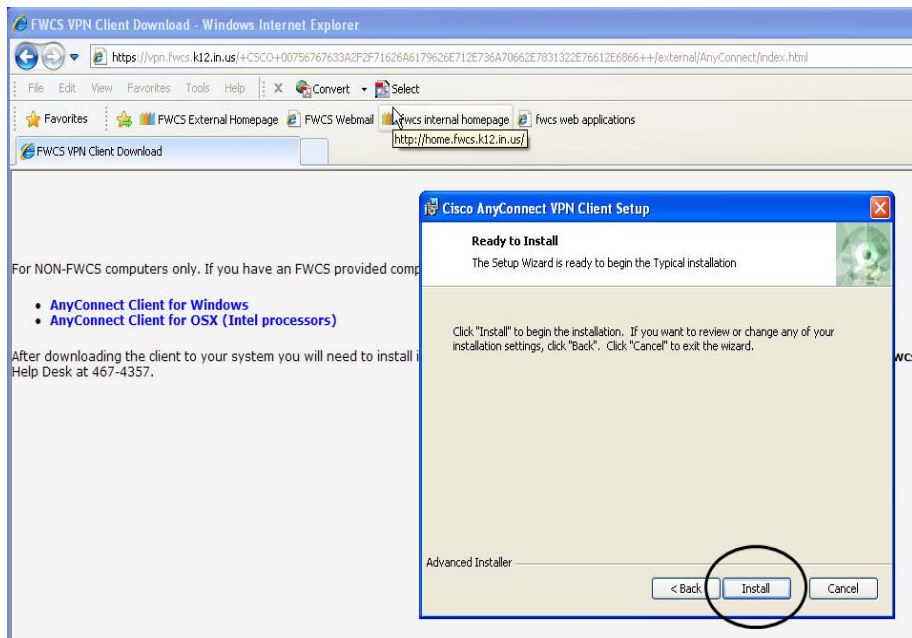 FWCS VPN Client Download - Windows Internet Explorer
https://vpn.fwcs.k12.in.us/+CSCO+00756767633A2F2F71626A6179626E712E736A70662E7831322E76612E6866++/external/AnyConnect/index.html
File Edit View Favorites Tools Help X Convert Select
Favorites FWCS External Homepage FWCS Webmail fwcs internal homepage fwcs web applications
http://home.fwcs.k12.in.us/
FWCS VPN Client Download
Cisco AnyConnect VPN Client Setup
Ready to Install
The Setup Wizard is ready to begin the Typical installation
For NON-FWCS computers only. If you have an FWCS provided comp
AnyConnect Client for Windows
AnyConnect Client for OSX (Intel processors)
Click "Install" to begin the installation. If you want to review or change any of your
installation settings, click "Back". Click "Cancel" to exit the wizard.
After downloading the client to your system you will need to install i
Help Desk at 467-4357.
Advanced Installer
< Back Install Cancel